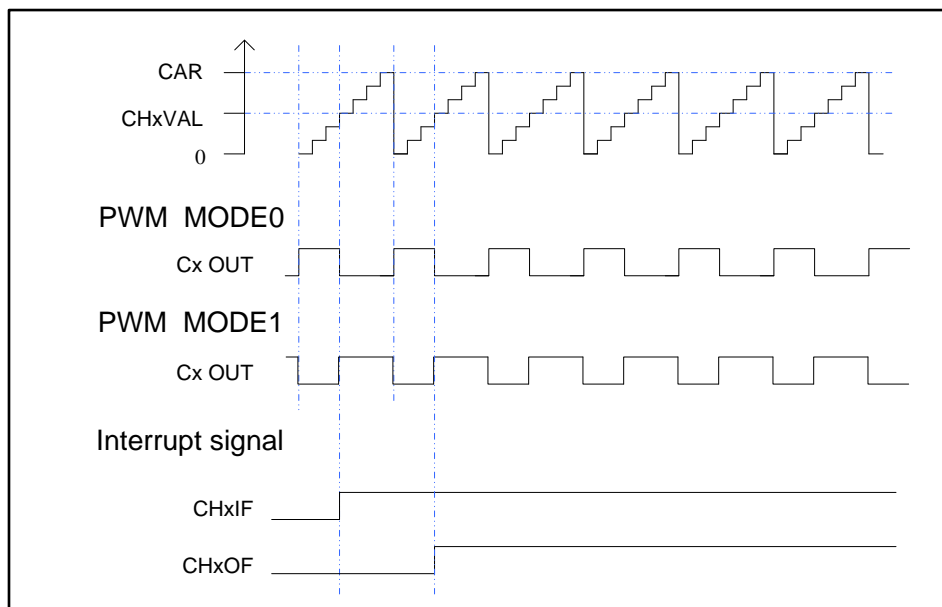 CAR
CHxVAL
0
PWM MODE0
Cx OUT
PWM MODE1
Cx OUT
Interrupt signal
CHxIF
CHxOF